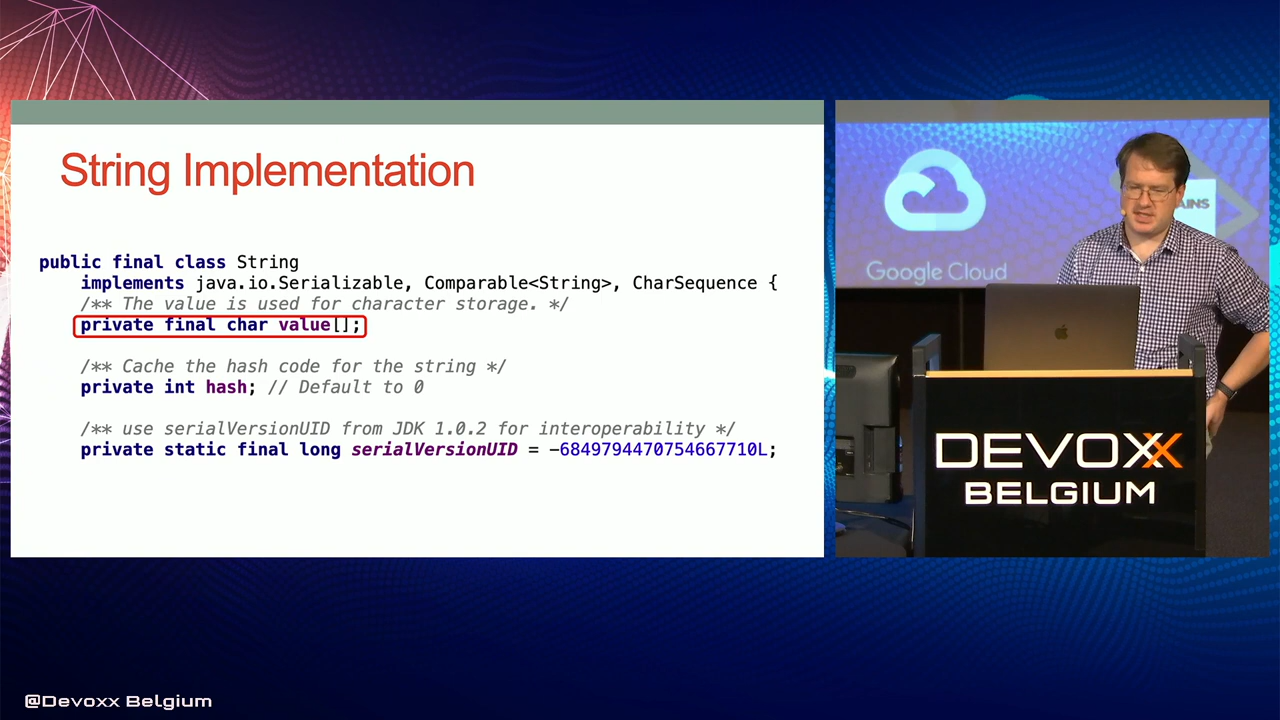 String Implementation
public final class String
implements java.io.Serializable, Comparable<String>, CharSequence {
/** The value is used for character storage. */
private final char value[];
/** Cache the hash code for the string */
private int hash; // Default to 0
/** use serialVersionUID from JDK 1.0.2 for interoperability */
private static final long serialVersionUID = -6849794470754667710L;
Google Cloud
AINS
DEVOXX
BELGIUM
@Devoxx Belgium